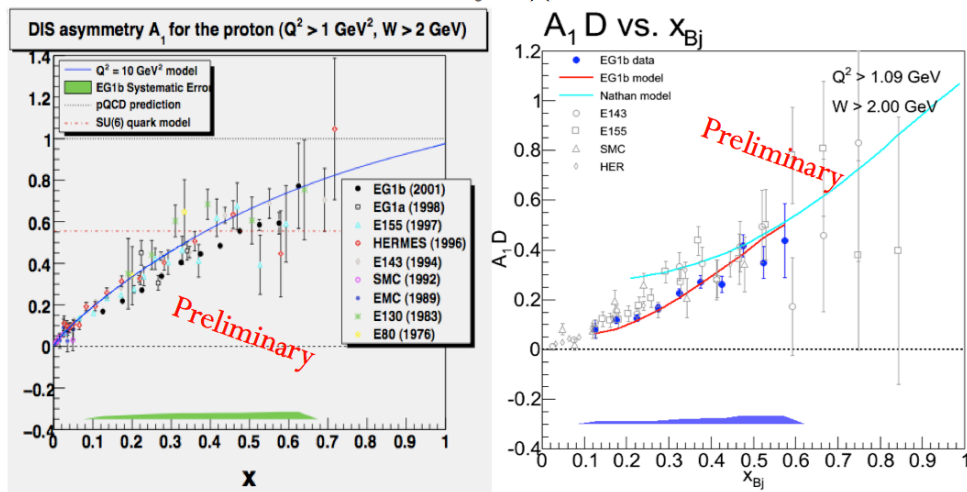 DIS asymmetry A₁ for the proton (Q² > 1 GeV², W > 2 GeV)
1.4
1.2
1
0.8
0.6
0.4
0.2
0
-0.2
-0.4
Q² = 10 GeV² model
EG1b Systematic Error
pQCD prediction
SU(6) quark model
EG1b (2001)
EG1a (1998)
E155 (1997)
HERMES (1996)
E143 (1994)
SMC (1992)
EMC (1989)
E130 (1983)
E80 (1976)
Preliminary
0 0.1 0.2 0.3 0.4 0.5 0.6 0.7 0.8 0.9 1
x
A₁ D vs. x_Bj
A₁ D
1.2
1
0.8
0.6
0.4
0.2
0.0
-0.2
-0.4
EG1b data
EG1b model
Nathan model
E143
E155
SMC
HER
Q² > 1.09 GeV
W > 2.00 GeV
Preliminary
0 0.1 0.2 0.3 0.4 0.5 0.6 0.7 0.8 0.9 1
x_Bj